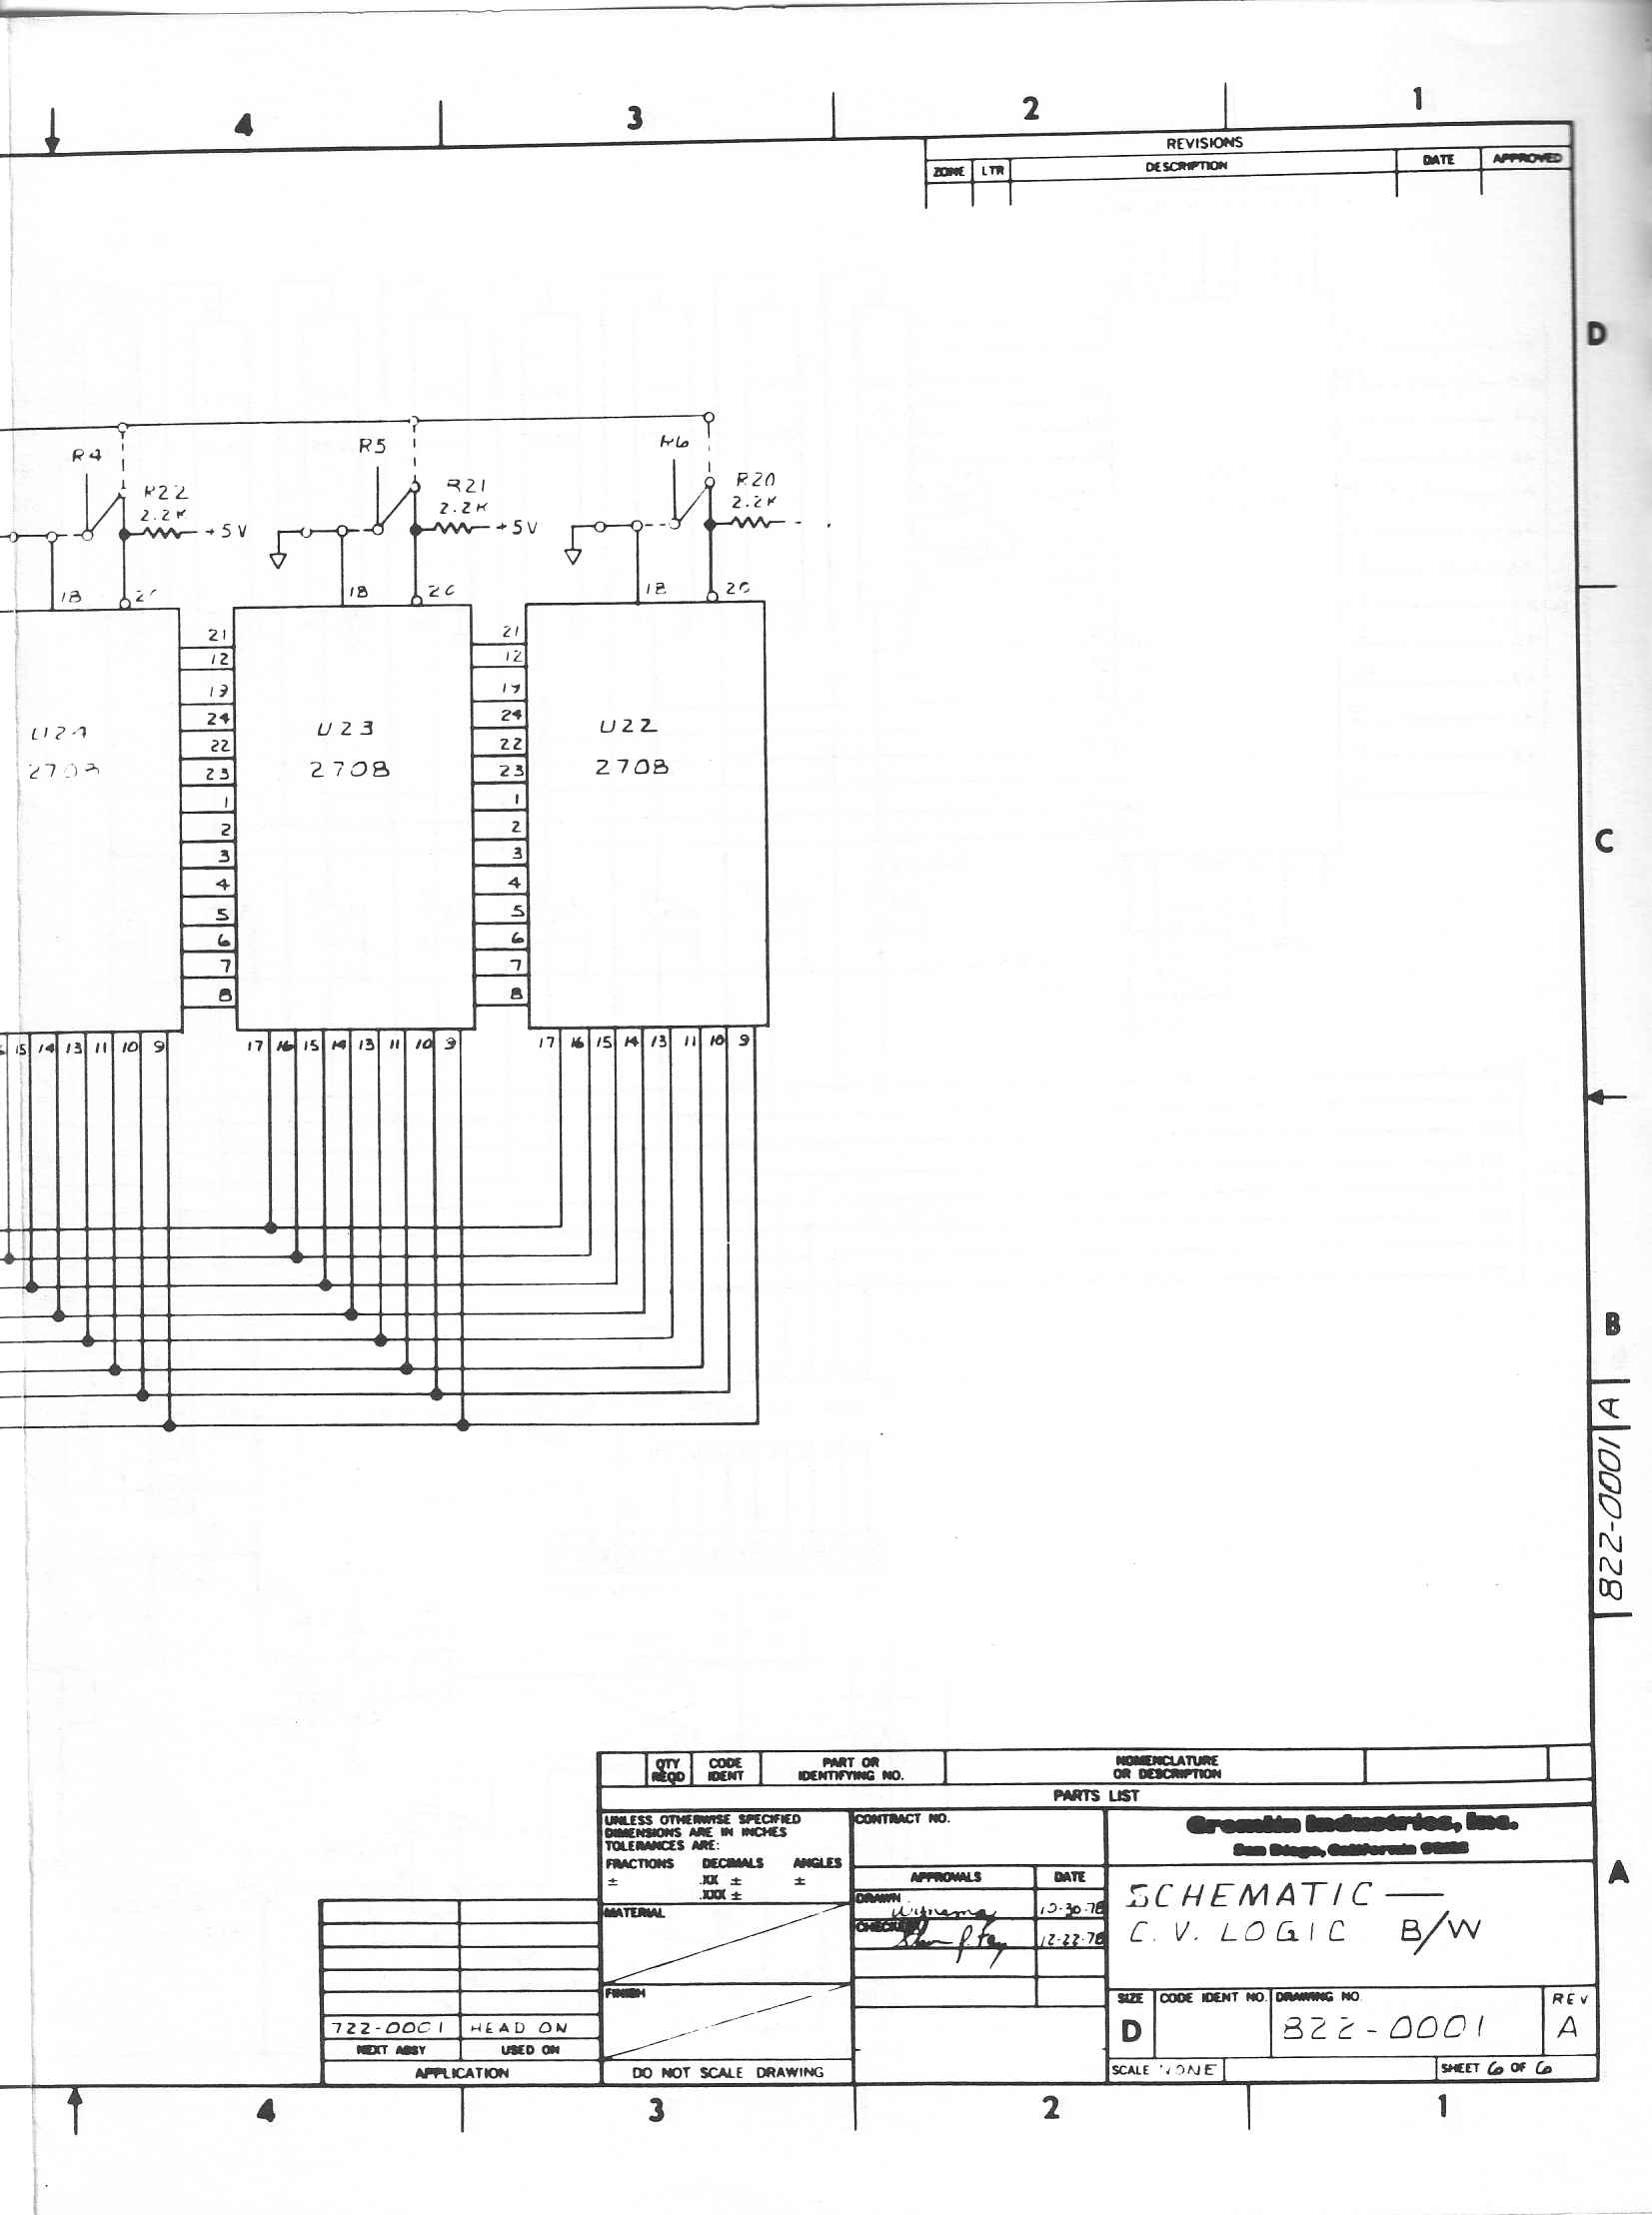 4 3 2 1
REVISIONS
ZONE LTR DESCRIPTION DATE APPROVED
D
R4 R5 R6
R22 R21 R20
2.2K 2.2K 2.2K
+5V +5V
18 18 20 18 20
21 21
12 12
19 19
24 24
U24 U23 U22
22 22
2708 2708 2708
23 23
1 1
2 2
C
3 3
4 4
5 5
6 6
7 7
8 8
15 14 13 11 10 9 17 16 15 14 13 11 10 9 17 16 15 14 13 11 10 9
B
822-0001 A
QTY REQD CODE IDENT PART OR IDENTIFYING NO. NOMENCLATURE OR DESCRIPTION
PARTS LIST
UNLESS OTHERWISE SPECIFIED
DIMENSIONS ARE IN INCHES
TOLERANCES ARE:
FRACTIONS DECIMALS ANGLES
± .XX ± ±
.XXX ±
CONTRACT NO.
Gremlin Industries, Inc.
San Diego, California
A
APPROVALS DATE
DRAWN 10-30-78
CHECKED 12-22-78
MATERIAL
FINISH
SCHEMATIC —
C.V. LOGIC B/W
SIZE CODE IDENT NO. DRAWING NO. REV
D 822-0001 A
722-0001 HEAD ON
NEXT ASSY USED ON
APPLICATION
DO NOT SCALE DRAWING
SCALE NONE SHEET 6 OF 6
4 3 2 1